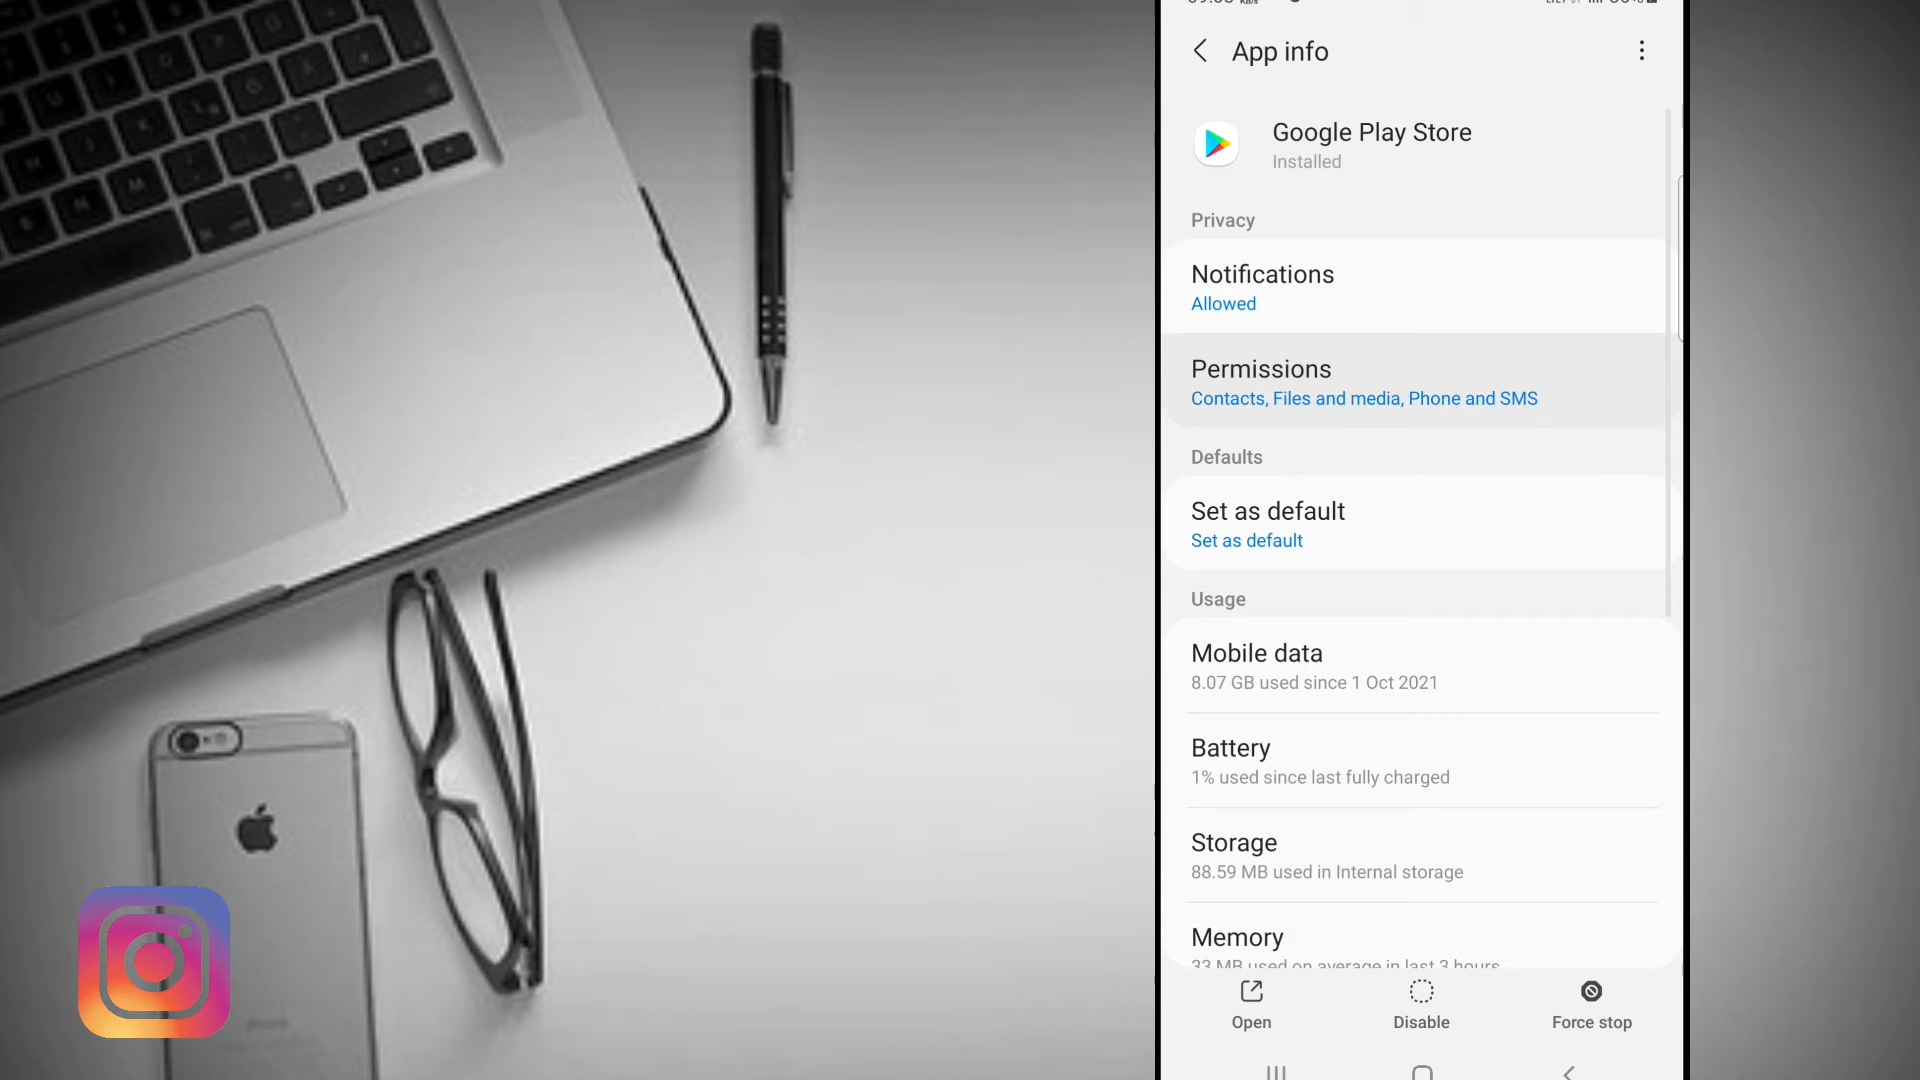 App info
Google Play Store
Installed
Privacy
Notifications
Allowed
Permissions
Contacts, Files and media, Phone and SMS
Defaults
Set as default
Set as default
Usage
Mobile data
8.07 GB used since 1 Oct 2021
Battery
1% used since last fully charged
Storage
88.59 MB used in Internal storage
Memory
33 MB used on average in last 3 hours
Open
Disable
Force stop